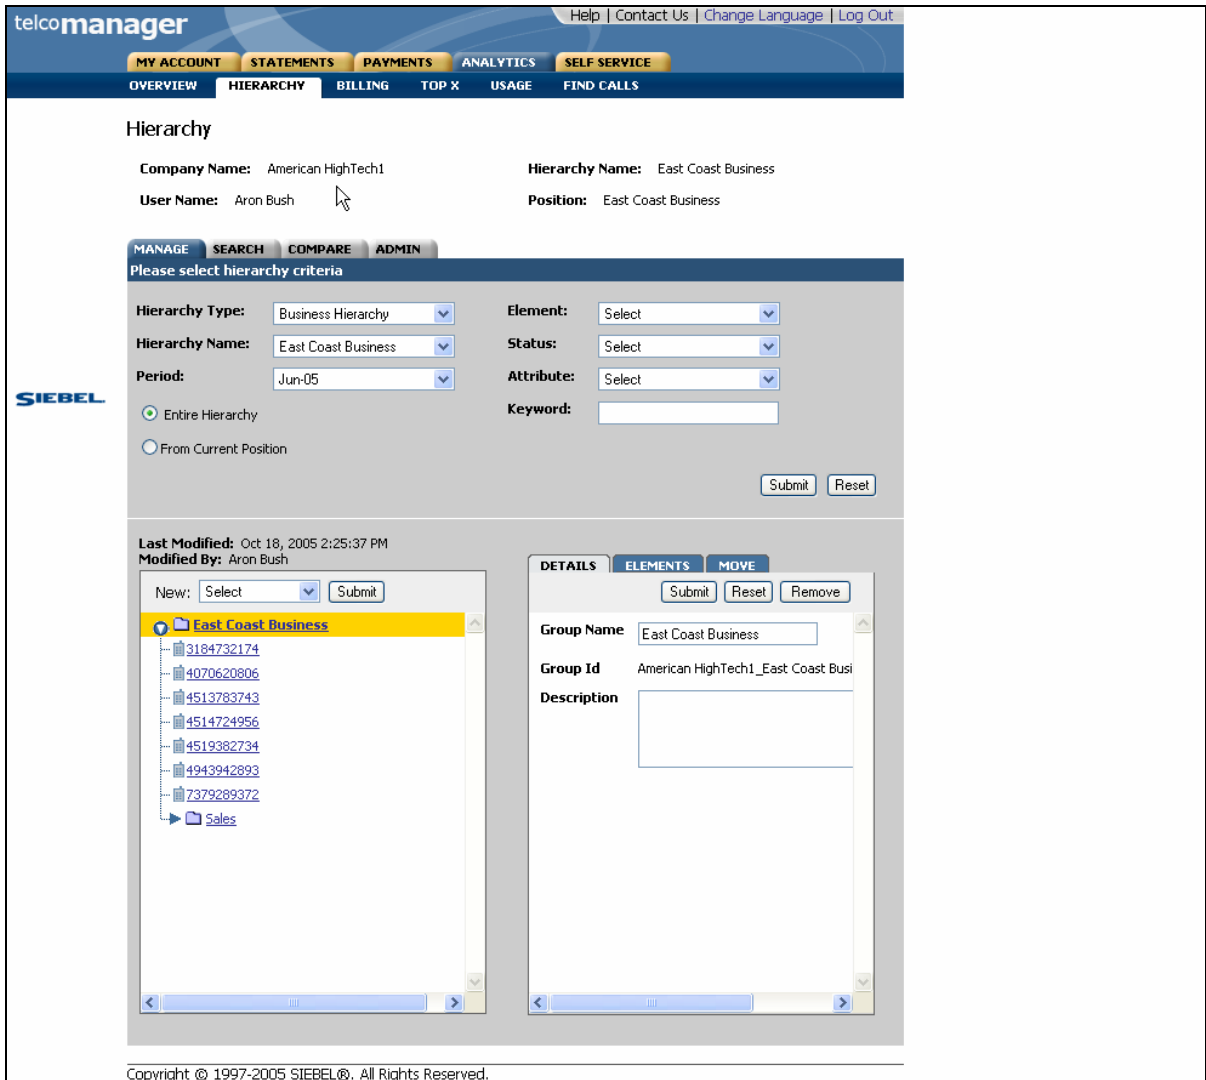 Help | Contact Us | Change Language | Log Out
telcomanager
MY ACCOUNT STATEMENTS PAYMENTS ANALYTICS SELF SERVICE
OVERVIEW HIERARCHY BILLING TOP X USAGE FIND CALLS
Hierarchy
Company Name: American HighTech1 Hierarchy Name: East Coast Business
User Name: Aron Bush Position: East Coast Business
MANAGE SEARCH COMPARE ADMIN
Please select hierarchy criteria
Hierarchy Type: Business Hierarchy Element: Select
Hierarchy Name: East Coast Business Status: Select
Period: Jun-05 Attribute: Select
SIEBEL.
Entire Hierarchy Keyword:
From Current Position
Submit Reset
Last Modified: Oct 18, 2005 2:25:37 PM
Modified By: Aron Bush
DETAILS ELEMENTS MOVE
New: Select Submit Submit Reset Remove
East Coast Business Group Name East Coast Business
3184732174
4070620806 Group Id American HighTech1_East Coast Busi
4513783743 Description
4514724956
4519382734
4943942893
7379289372
Sales
Copyright © 1997-2005 SIEBEL®. All Rights Reserved.